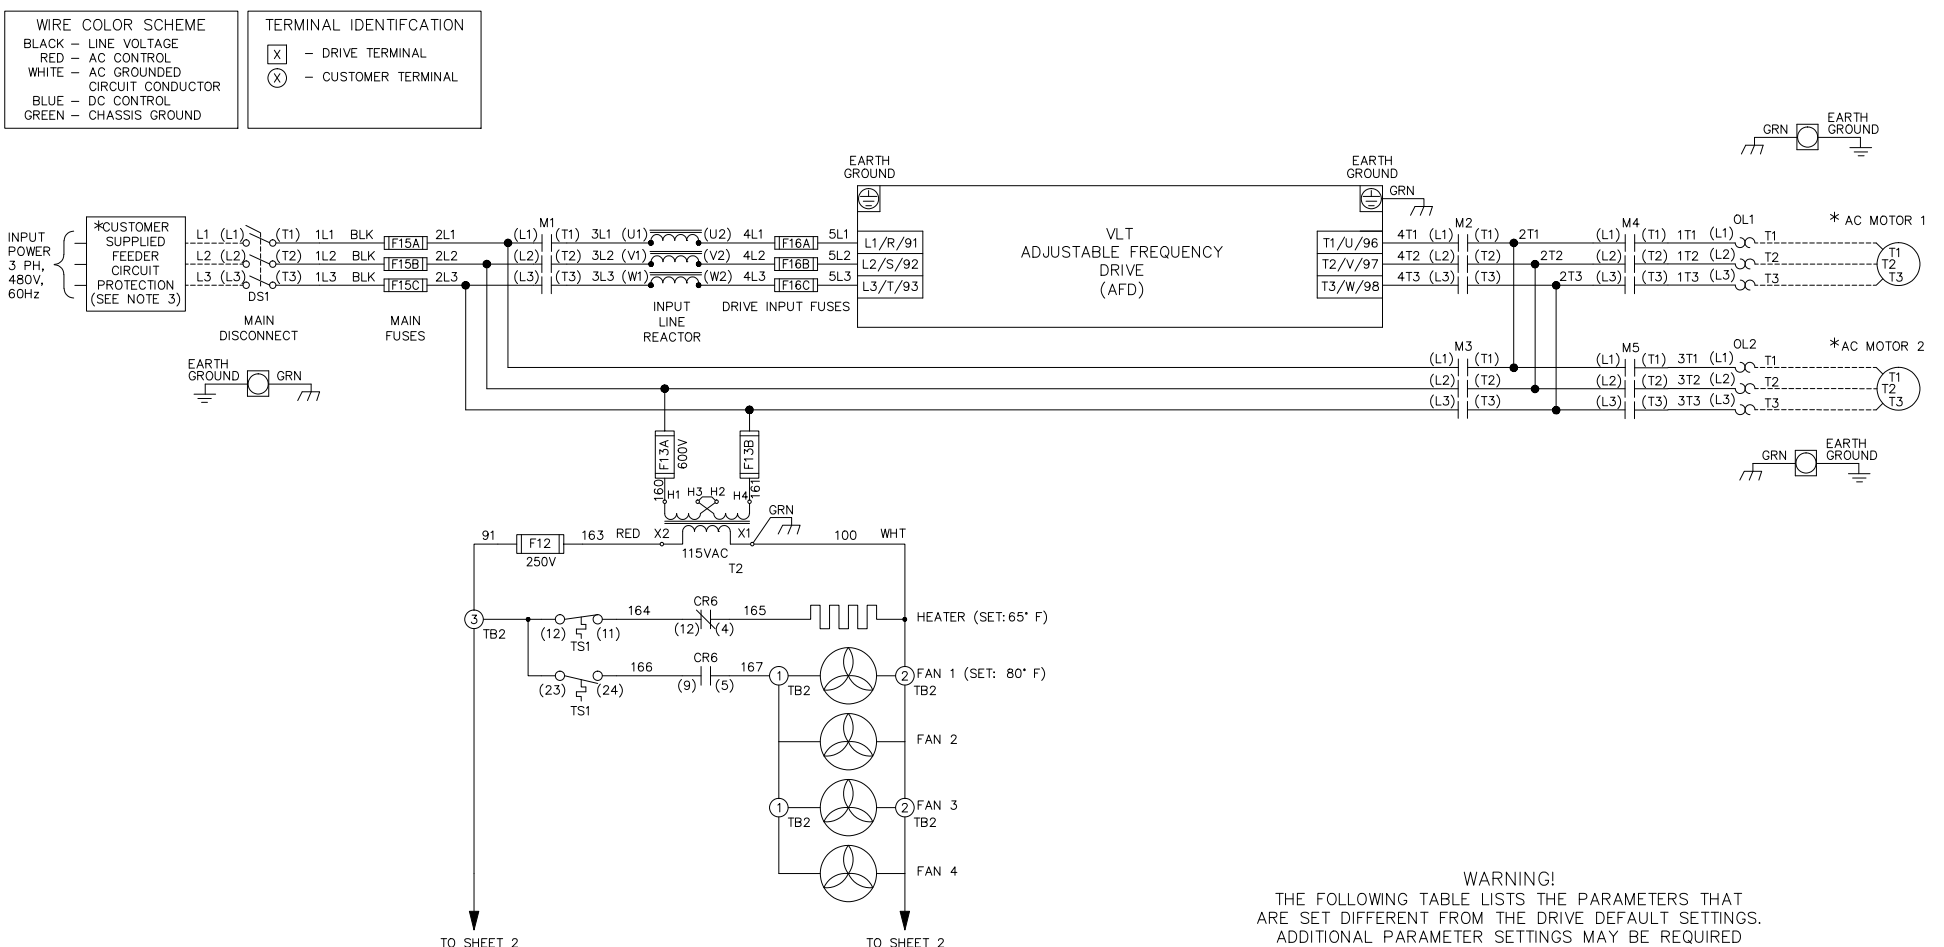 WIRE COLOR SCHEME
BLACK – LINE VOLTAGE
RED – AC CONTROL
WHITE – AC GROUNDED
CIRCUIT CONDUCTOR
BLUE – DC CONTROL
GREEN – CHASSIS GROUND
TERMINAL IDENTIFCATION
X – DRIVE TERMINAL
X – CUSTOMER TERMINAL
GRN
EARTH
GROUND
INPUT
POWER
3 PH,
480V,
60Hz
*CUSTOMER
SUPPLIED
FEEDER
CIRCUIT
PROTECTION
(SEE NOTE 3)
L1 (L1) (T1) 1L1 BLK F15A 2L1
L2 (L2) (T2) 1L2 BLK F15B 2L2
L3 (L3) (T3) 1L3 BLK F15C 2L3
DS1
MAIN
DISCONNECT
MAIN
FUSES
EARTH
GROUND
GRN
M1
(L1) (T1) 3L1 (U1) (U2) 4L1 F16A 5L1
(L2) (T2) 3L2 (V1) (V2) 4L2 F16B 5L2
(L3) (T3) 3L3 (W1) (W2) 4L3 F16C 5L3
INPUT
LINE
REACTOR
DRIVE INPUT FUSES
EARTH
GROUND
L1/R/91
L2/S/92
L3/T/93
VLT
ADJUSTABLE FREQUENCY
DRIVE
(AFD)
EARTH
GROUND
GRN
T1/U/96
T2/V/97
T3/W/98
M2
M4
OL1
* AC MOTOR 1
4T1 (L1) (T1) 2T1 (L1) (T1) 1T1 (L1) T1
4T2 (L2) (T2) 2T2 (L2) (T2) 1T2 (L2) T2
4T3 (L3) (T3) 2T3 (L3) (T3) 1T3 (L3) T3
T1
T2
T3
M3
M5
OL2
*AC MOTOR 2
(L1) (T1) (L1) (T1) 3T1 (L1) T1
(L2) (T2) (L2) (T2) 3T2 (L2) T2
(L3) (T3) (L3) (T3) 3T3 (L3) T3
T1
T2
T3
GRN
EARTH
GROUND
F13A
600V
F13B
160
161
H1 H3 H2 H4
GRN
91 F12 163 RED X2 X1 100 WHT
250V
115VAC
T2
3
TB2
164 CR6 165
(12) (11) (12) (4)
TS1
HEATER (SET:65° F)
166 CR6 167
(23) (24) (9) (5)
TS1
1
TB2
2
TB2
FAN 1 (SET: 80° F)
FAN 2
1
TB2
2
TB2
FAN 3
FAN 4
TO SHEET 2
TO SHEET 2
WARNING!
THE FOLLOWING TABLE LISTS THE PARAMETERS THAT
ARE SET DIFFERENT FROM THE DRIVE DEFAULT SETTINGS.
ADDITIONAL PARAMETER SETTINGS MAY BE REQUIRED